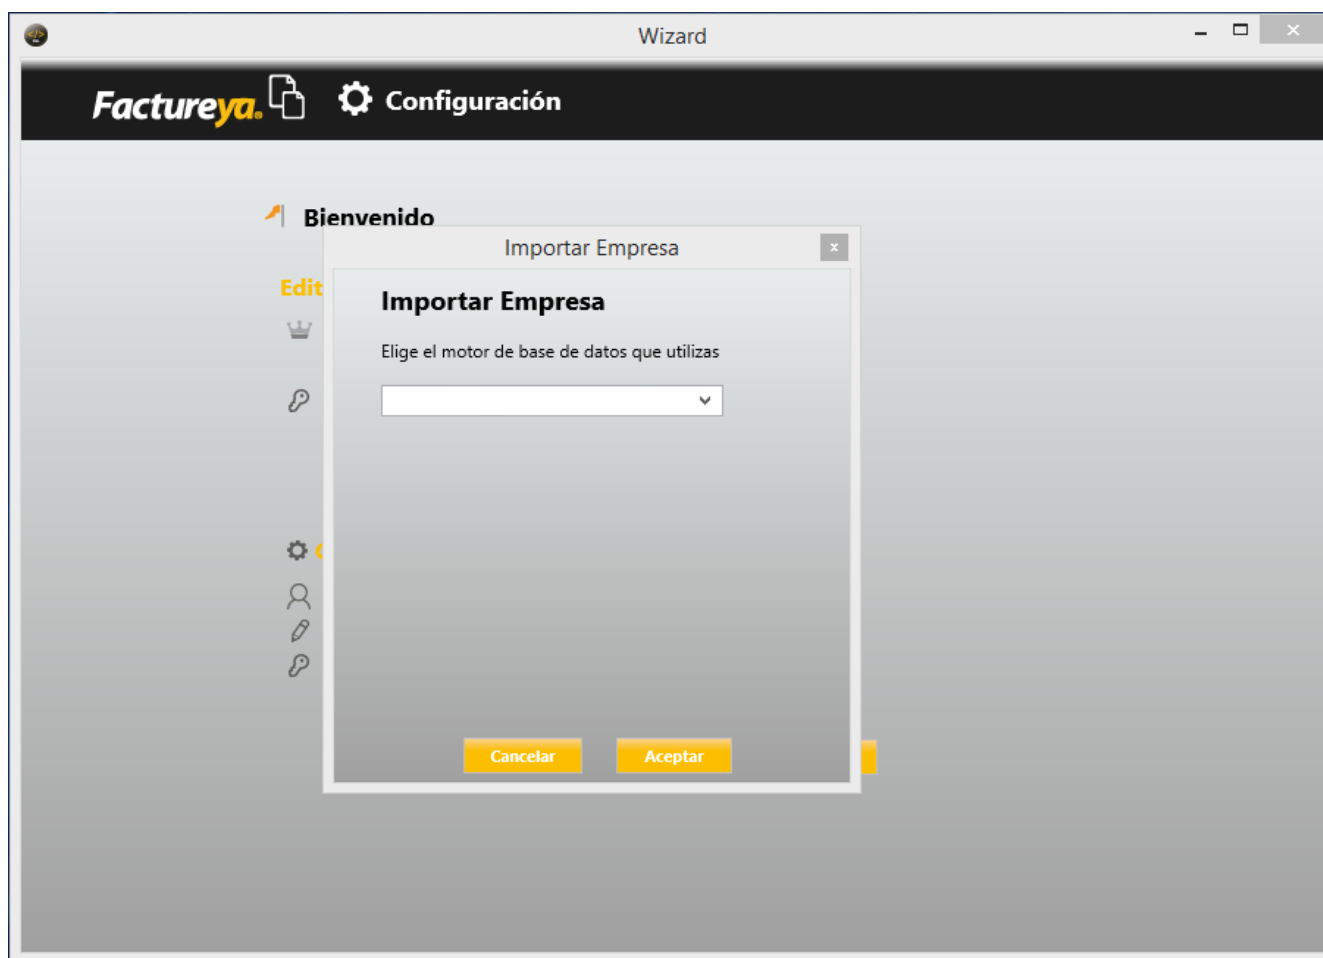 Wizard
Factureya.
Configuración
Bienvenido
Edit
Importar Empresa
Importar Empresa
Elige el motor de base de datos que utilizas
Cancelar
Aceptar